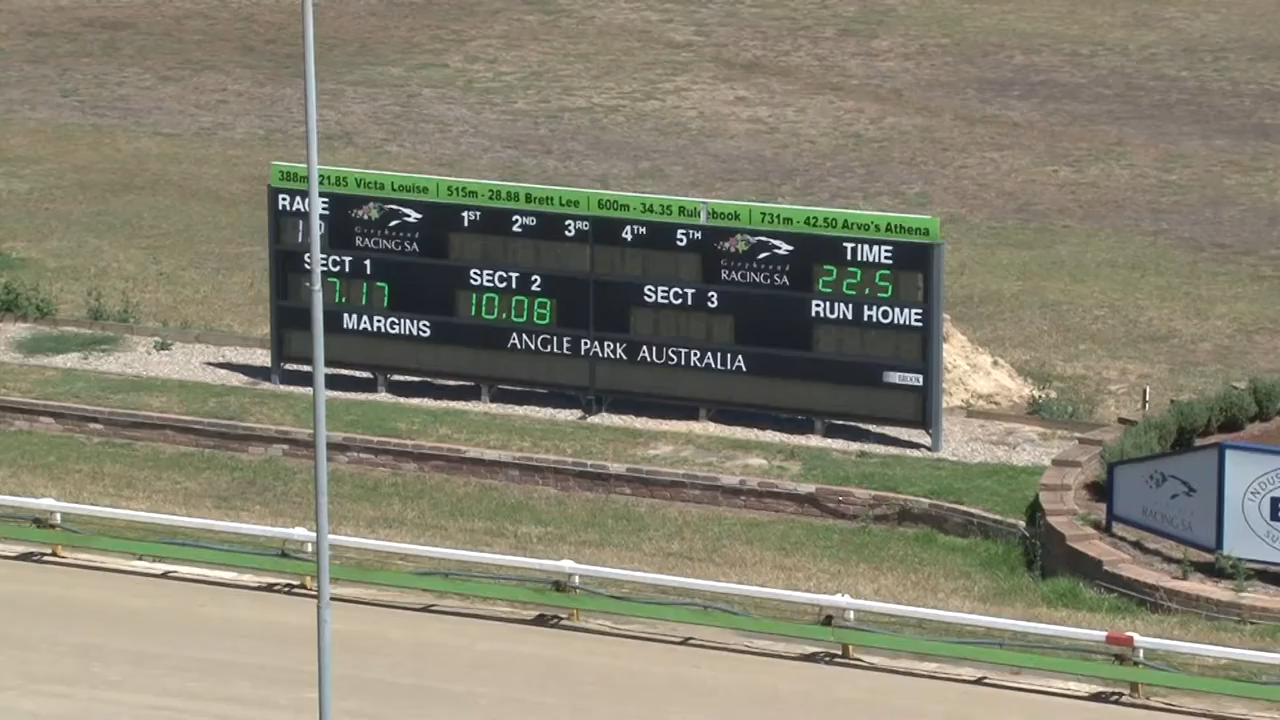 388m - 21.85 Victa Louise | 515m - 28.88 Brett Lee | 600m - 34.35 Rulebook | 731m - 42.50 Arvo's Athena
RACE
Greyhound
RACING SA
1ST 2ND 3RD 4TH 5TH
Greyhound
RACING SA
TIME
22.5
SECT 1
7.17
SECT 2
10.08
SECT 3
RUN HOME
MARGINS
ANGLE PARK AUSTRALIA
BROOK
RACING SA
INDUS
SU